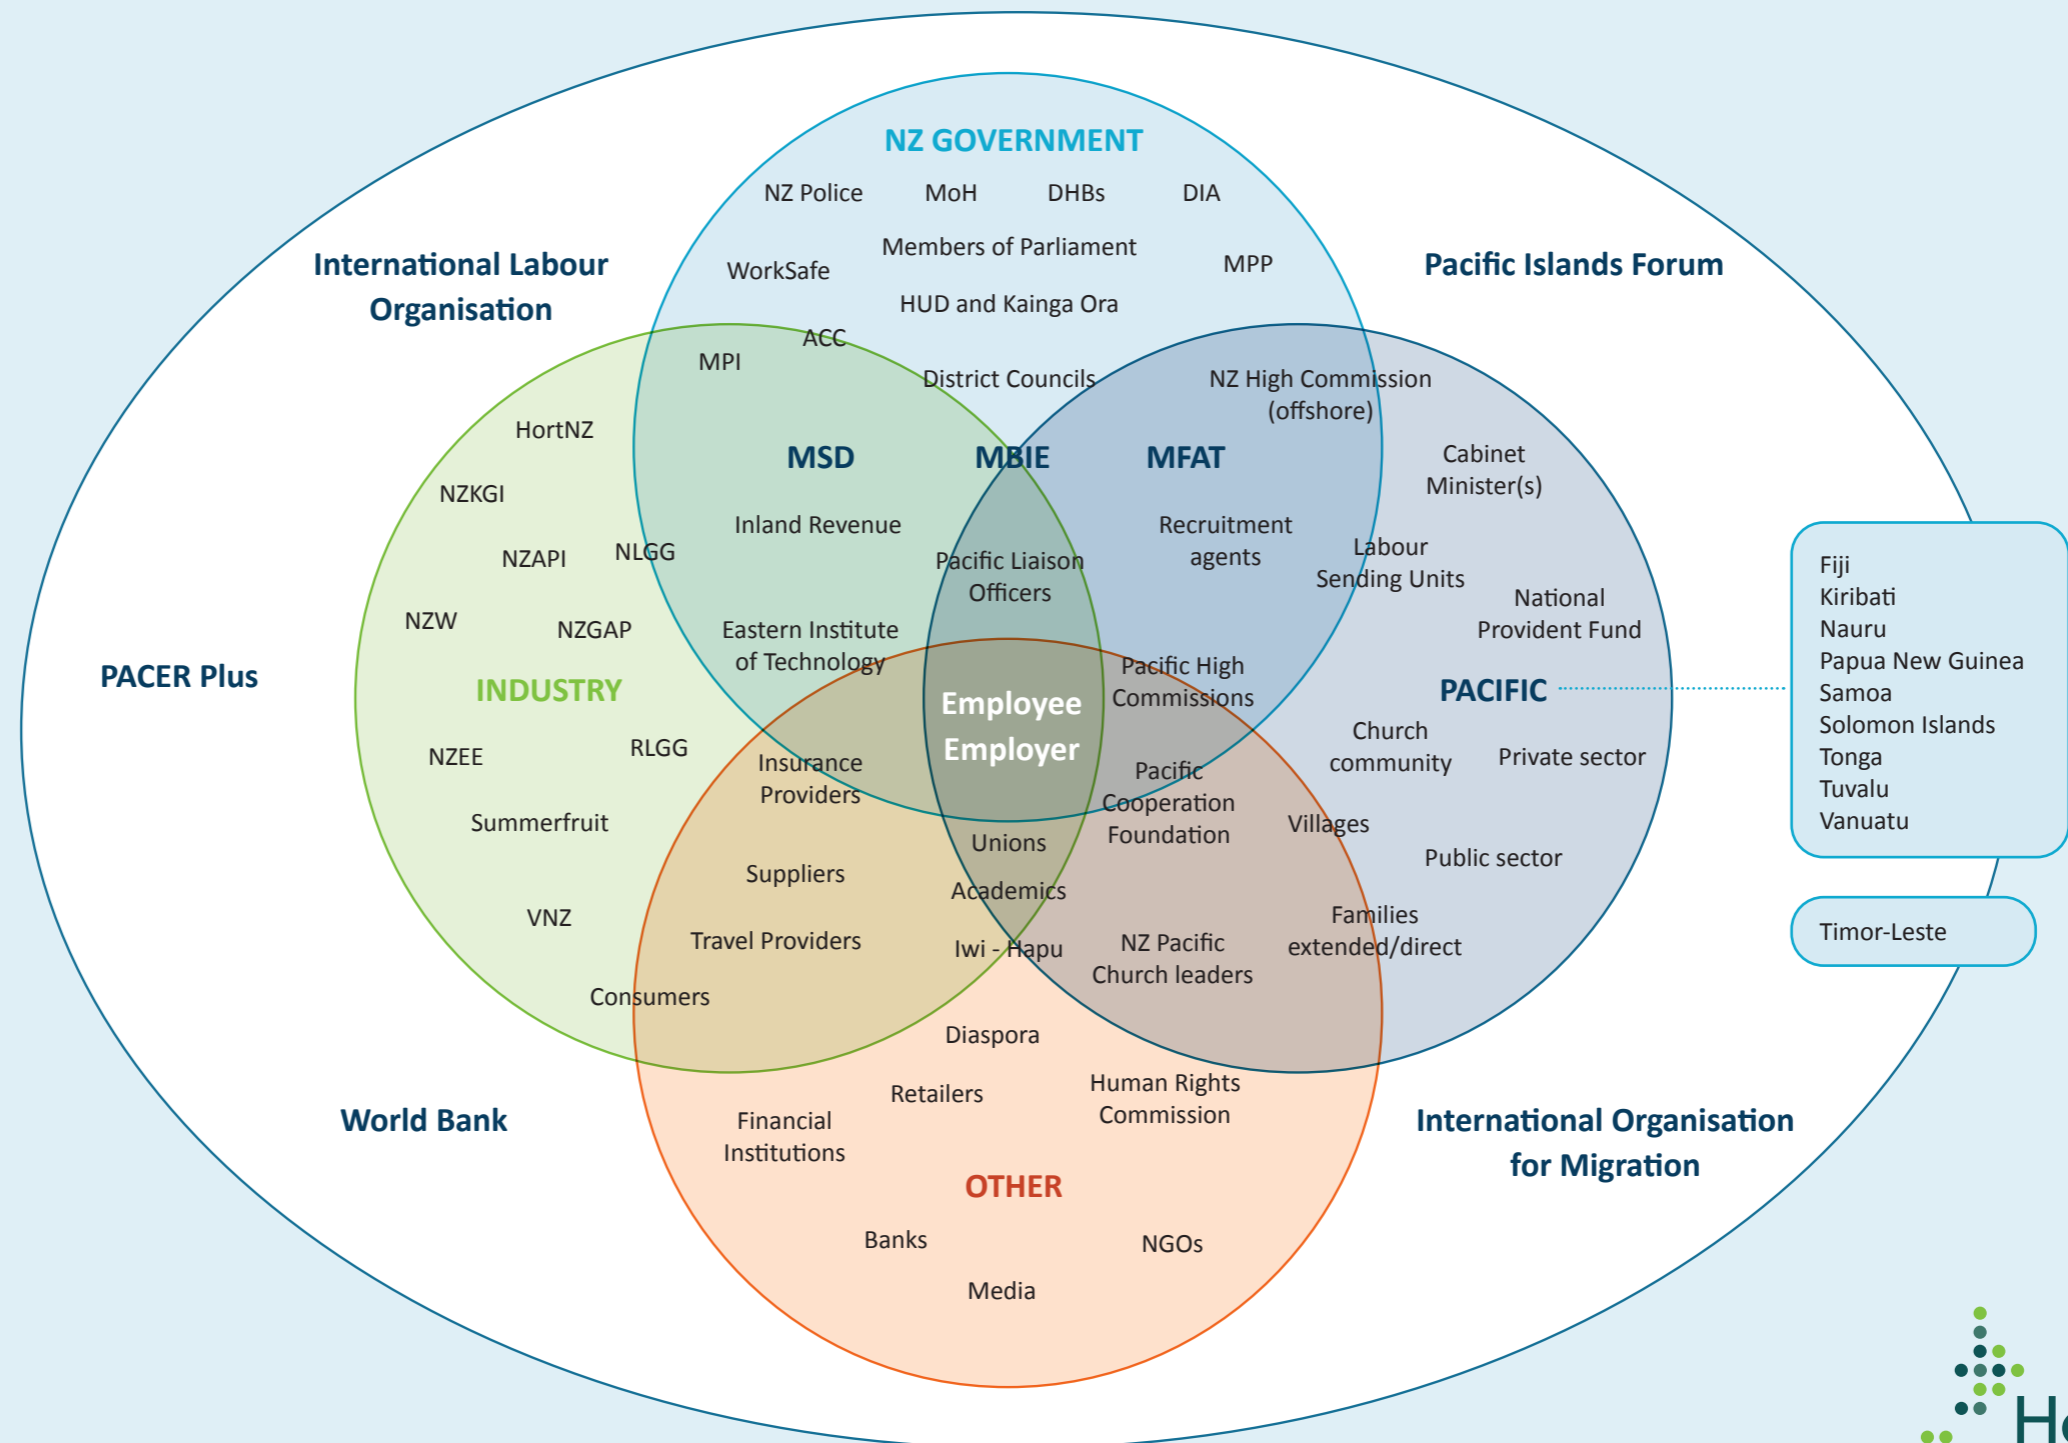 NZ GOVERNMENT
NZ Police
MoH
DHBs
DIA
Members of Parliament
WorkSafe
MPP
HUD and Kainga Ora
ACC
MPI
District Councils
NZ High Commission
(offshore)
International Labour
Organisation
Pacific Islands Forum
HortNZ
MSD
MBIE
MFAT
Cabinet
Minister(s)
NZKGI
Inland Revenue
Recruitment
agents
NZAPI
NLGG
Pacific Liaison
Officers
Labour
Sending Units
NZW
NZGAP
Eastern Institute
of Technology
National
Provident Fund
PACER Plus
INDUSTRY
Employee
Employer
Pacific High
Commissions
PACIFIC
Fiji
Kiribati
Nauru
Papua New Guinea
Samoa
Solomon Islands
Tonga
Tuvalu
Vanuatu
Timor-Leste
NZEE
RLGG
Insurance
Providers
Pacific
Cooperation
Foundation
Church
community
Private sector
Summerfruit
Unions
Villages
Public sector
Suppliers
Academics
VNZ
Travel Providers
Iwi - Hapu
NZ Pacific
Church leaders
Families
extended/direct
Consumers
Diaspora
Retailers
Human Rights
Commission
World Bank
Financial
Institutions
International Organisation
for Migration
OTHER
Banks
NGOs
Media